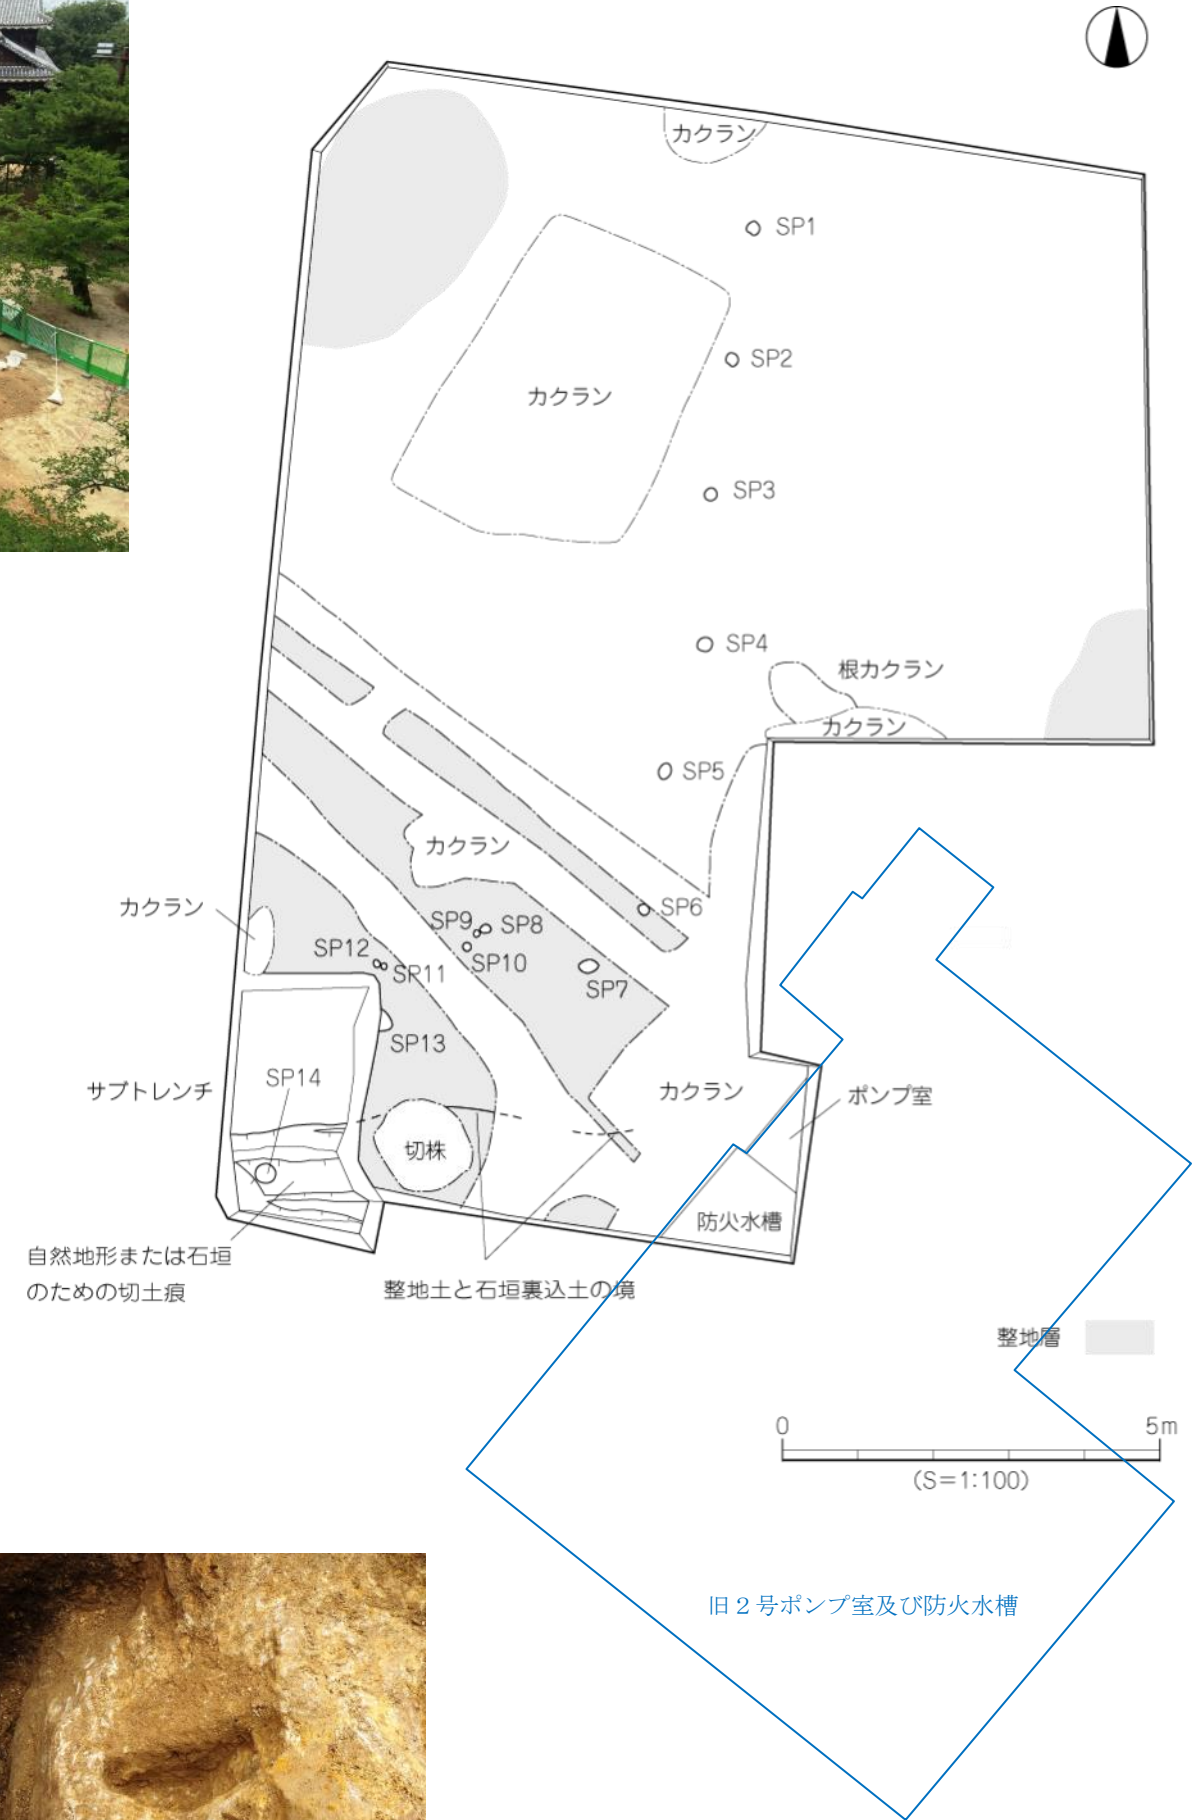 カクラン
SP1
SP2
カクラン
SP3
SP4
根カクラン
カクラン
SP5
カクラン
カクラン
SP6
SP9
SP8
SP12
SP10
SP11
SP7
SP13
SP14
サブトレンチ
カクラン
ポンプ室
切株
防火水槽
自然地形または石垣
のための切土痕
整地土と石垣裏込土の境
整地層
0
5m
(S=1:100)
旧２号ポンプ室及び防火水槽